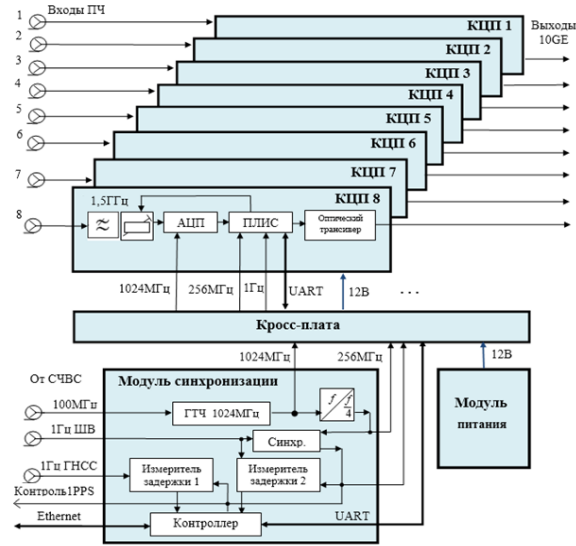 1
Входы ПЧ
КЦП 1
Выходы
10GE
2
КЦП 2
3
КЦП 3
4
КЦП 4
5
КЦП 5
6
КЦП 6
7
КЦП 7
КЦП 8
8
1,5ГГц
≈
АЦП
ПЛИС
Оптический
трансивер
1024МГц
256МГц
1Гц
UART
12В
. . .
Кросс-плата
1024МГц
256МГц
12В
От СЧВС
Модуль синхронизации
100МГц
ГТЧ 1024МГц
f
f
4
Модуль
питания
1Гц ШВ
Синхр.
1Гц ГНСС
Измеритель
задержки 1
Измеритель
задержки 2
Контроль1PPS
Ethernet
Контроллер
UART